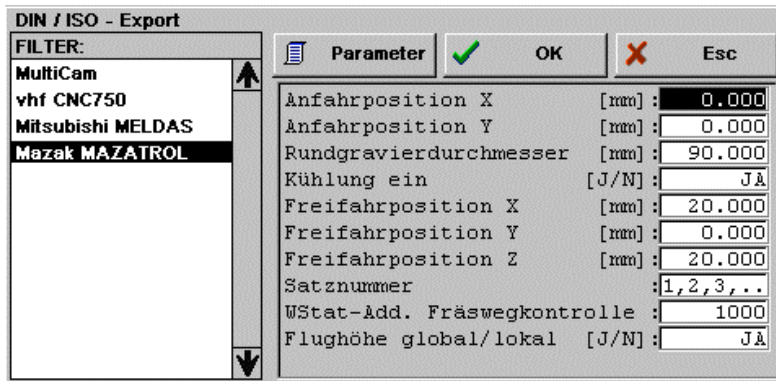 DIN / ISO - Export
FILTER:
MultiCam
vhf CNC750
Mitsubishi MELDAS
Mazak MAZATROL
Parameter OK Esc
Anfahrposition X [mm]: 0.000
Anfahrposition Y [mm]: 0.000
Rundgravierdurchmesser [mm]: 90.000
Kühlung ein [J/N]: JA
Freifahrposition X [mm]: 20.000
Freifahrposition Y [mm]: 0.000
Freifahrposition Z [mm]: 20.000
Satznummer :1,2,3,..
WStat-Add. Fräswegkontrolle : 1000
Flughöhe global/lokal [J/N]: JA